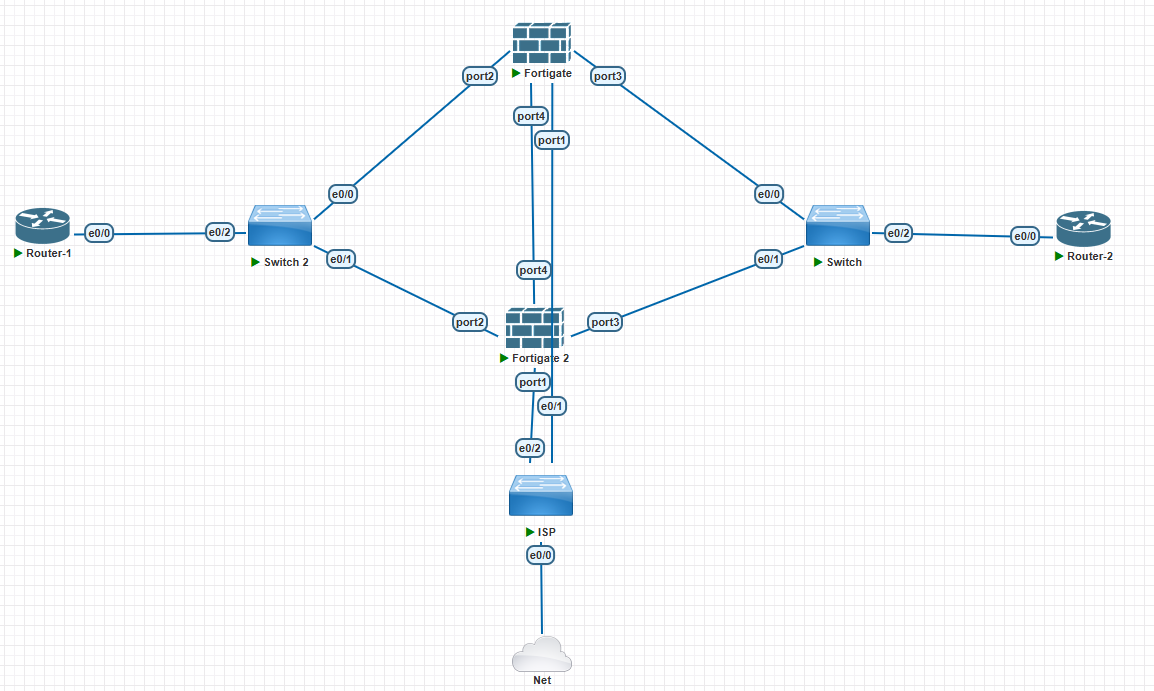 Fortigate
port2
port3
port4
port1
e0/0
e0/0
Router-1
e0/0
e0/2
Switch 2
e0/1
Switch
e0/2
e0/0
Router-2
e0/1
port4
port2
port3
Fortigate 2
port1
e0/1
e0/2
ISP
e0/0
Net